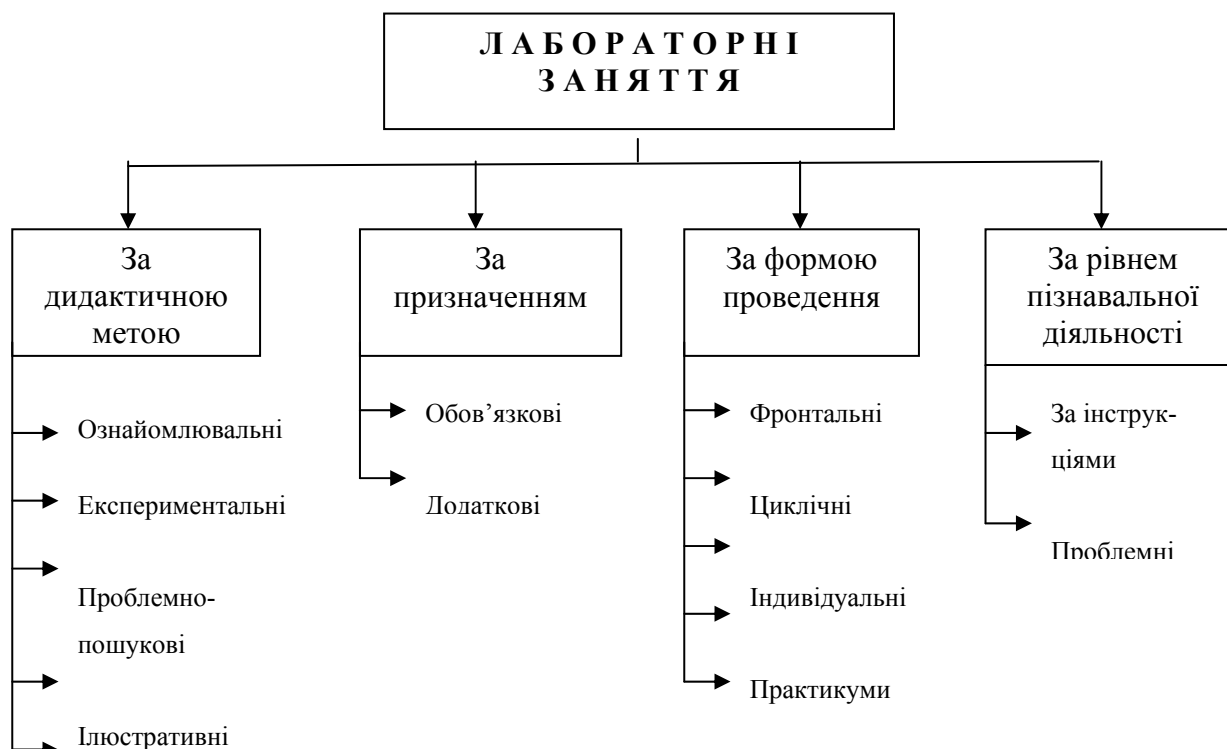 Л А Б О Р А Т О Р Н І
З А Н Я Т Т Я
За
дидактичною
метою
Ознайомлювальні
Експериментальні
Проблемно-
пошукові
Ілюстративні
За
призначенням
Обов’язкові
Додаткові
За формою
проведення
Фронтальні
Циклічні
Індивідуальні
Практикуми
За рівнем
пізнавальної
діяльності
За інструк-
ціями
Проблемні